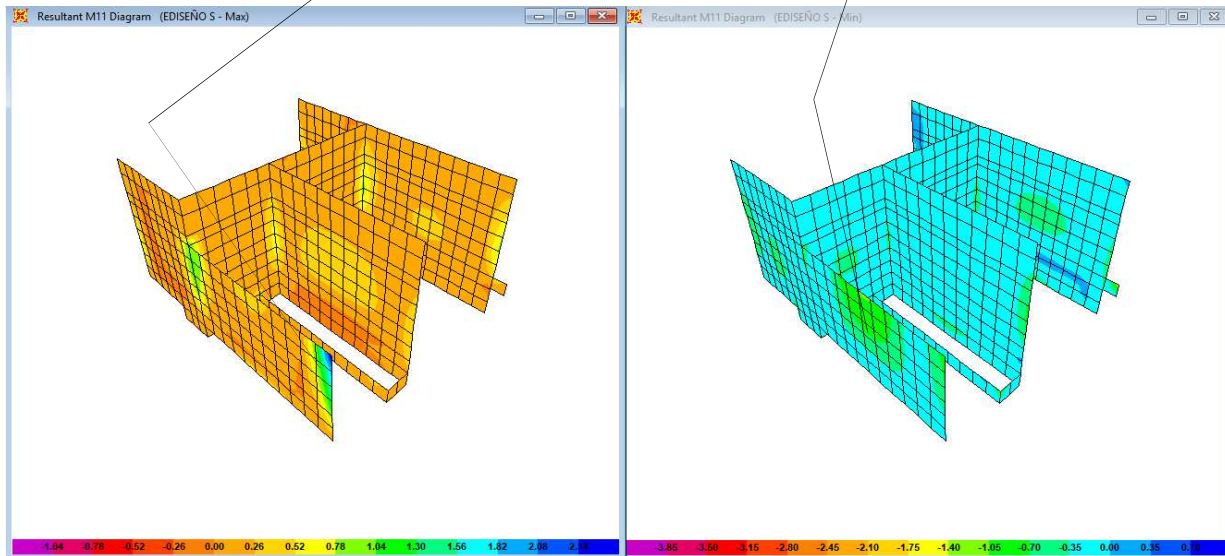 Resultant M11 Diagram (EDISEÑO S - Max)
Resultant M11 Diagram (EDISEÑO S - Min)
-1.04 -0.78 -0.52 -0.26 0.00 0.26 0.52 0.78 1.04 1.30 1.56 1.82 2.08 2.34
-3.85 -3.50 -3.15 -2.80 -2.45 -2.10 -1.75 -1.40 -1.05 -0.70 -0.35 0.00 0.35 0.70